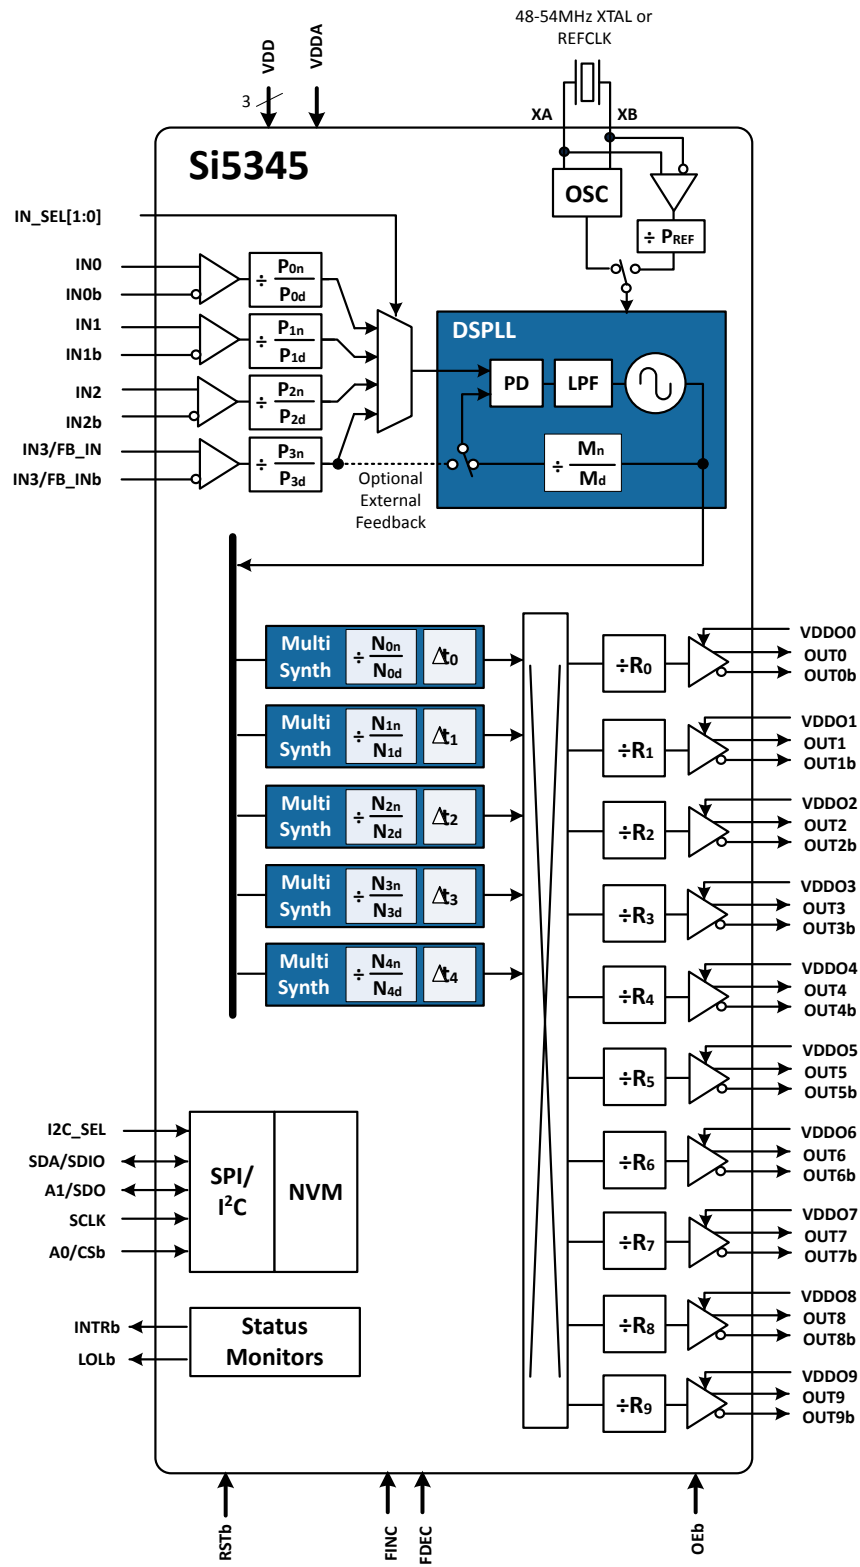 48-54MHz XTAL or
REFCLK
VDD
VDDA
3
XA
XB
Si5345
OSC
÷ PREF
IN_SEL[1:0]
IN0
IN0b
÷ P0n
P0d
IN1
IN1b
÷ P1n
P1d
IN2
IN2b
÷ P2n
P2d
IN3/FB_IN
IN3/FB_INb
÷ P3n
P3d
DSPLL
PD
LPF
÷ Mn
Md
Optional
External
Feedback
Multi
Synth
÷ N0n
N0d
Δt0
Multi
Synth
÷ N1n
N1d
Δt1
Multi
Synth
÷ N2n
N2d
Δt2
Multi
Synth
÷ N3n
N3d
Δt3
Multi
Synth
÷ N4n
N4d
Δt4
÷R0
VDDO0
OUT0
OUT0b
÷R1
VDDO1
OUT1
OUT1b
÷R2
VDDO2
OUT2
OUT2b
÷R3
VDDO3
OUT3
OUT3b
÷R4
VDDO4
OUT4
OUT4b
÷R5
VDDO5
OUT5
OUT5b
÷R6
VDDO6
OUT6
OUT6b
÷R7
VDDO7
OUT7
OUT7b
÷R8
VDDO8
OUT8
OUT8b
÷R9
VDDO9
OUT9
OUT9b
I2C_SEL
SDA/SDIO
A1/SDO
SCLK
A0/CSb
SPI/
I²C
NVM
INTRb
LOLb
Status
Monitors
RSTb
FINC
FDEC
OEb